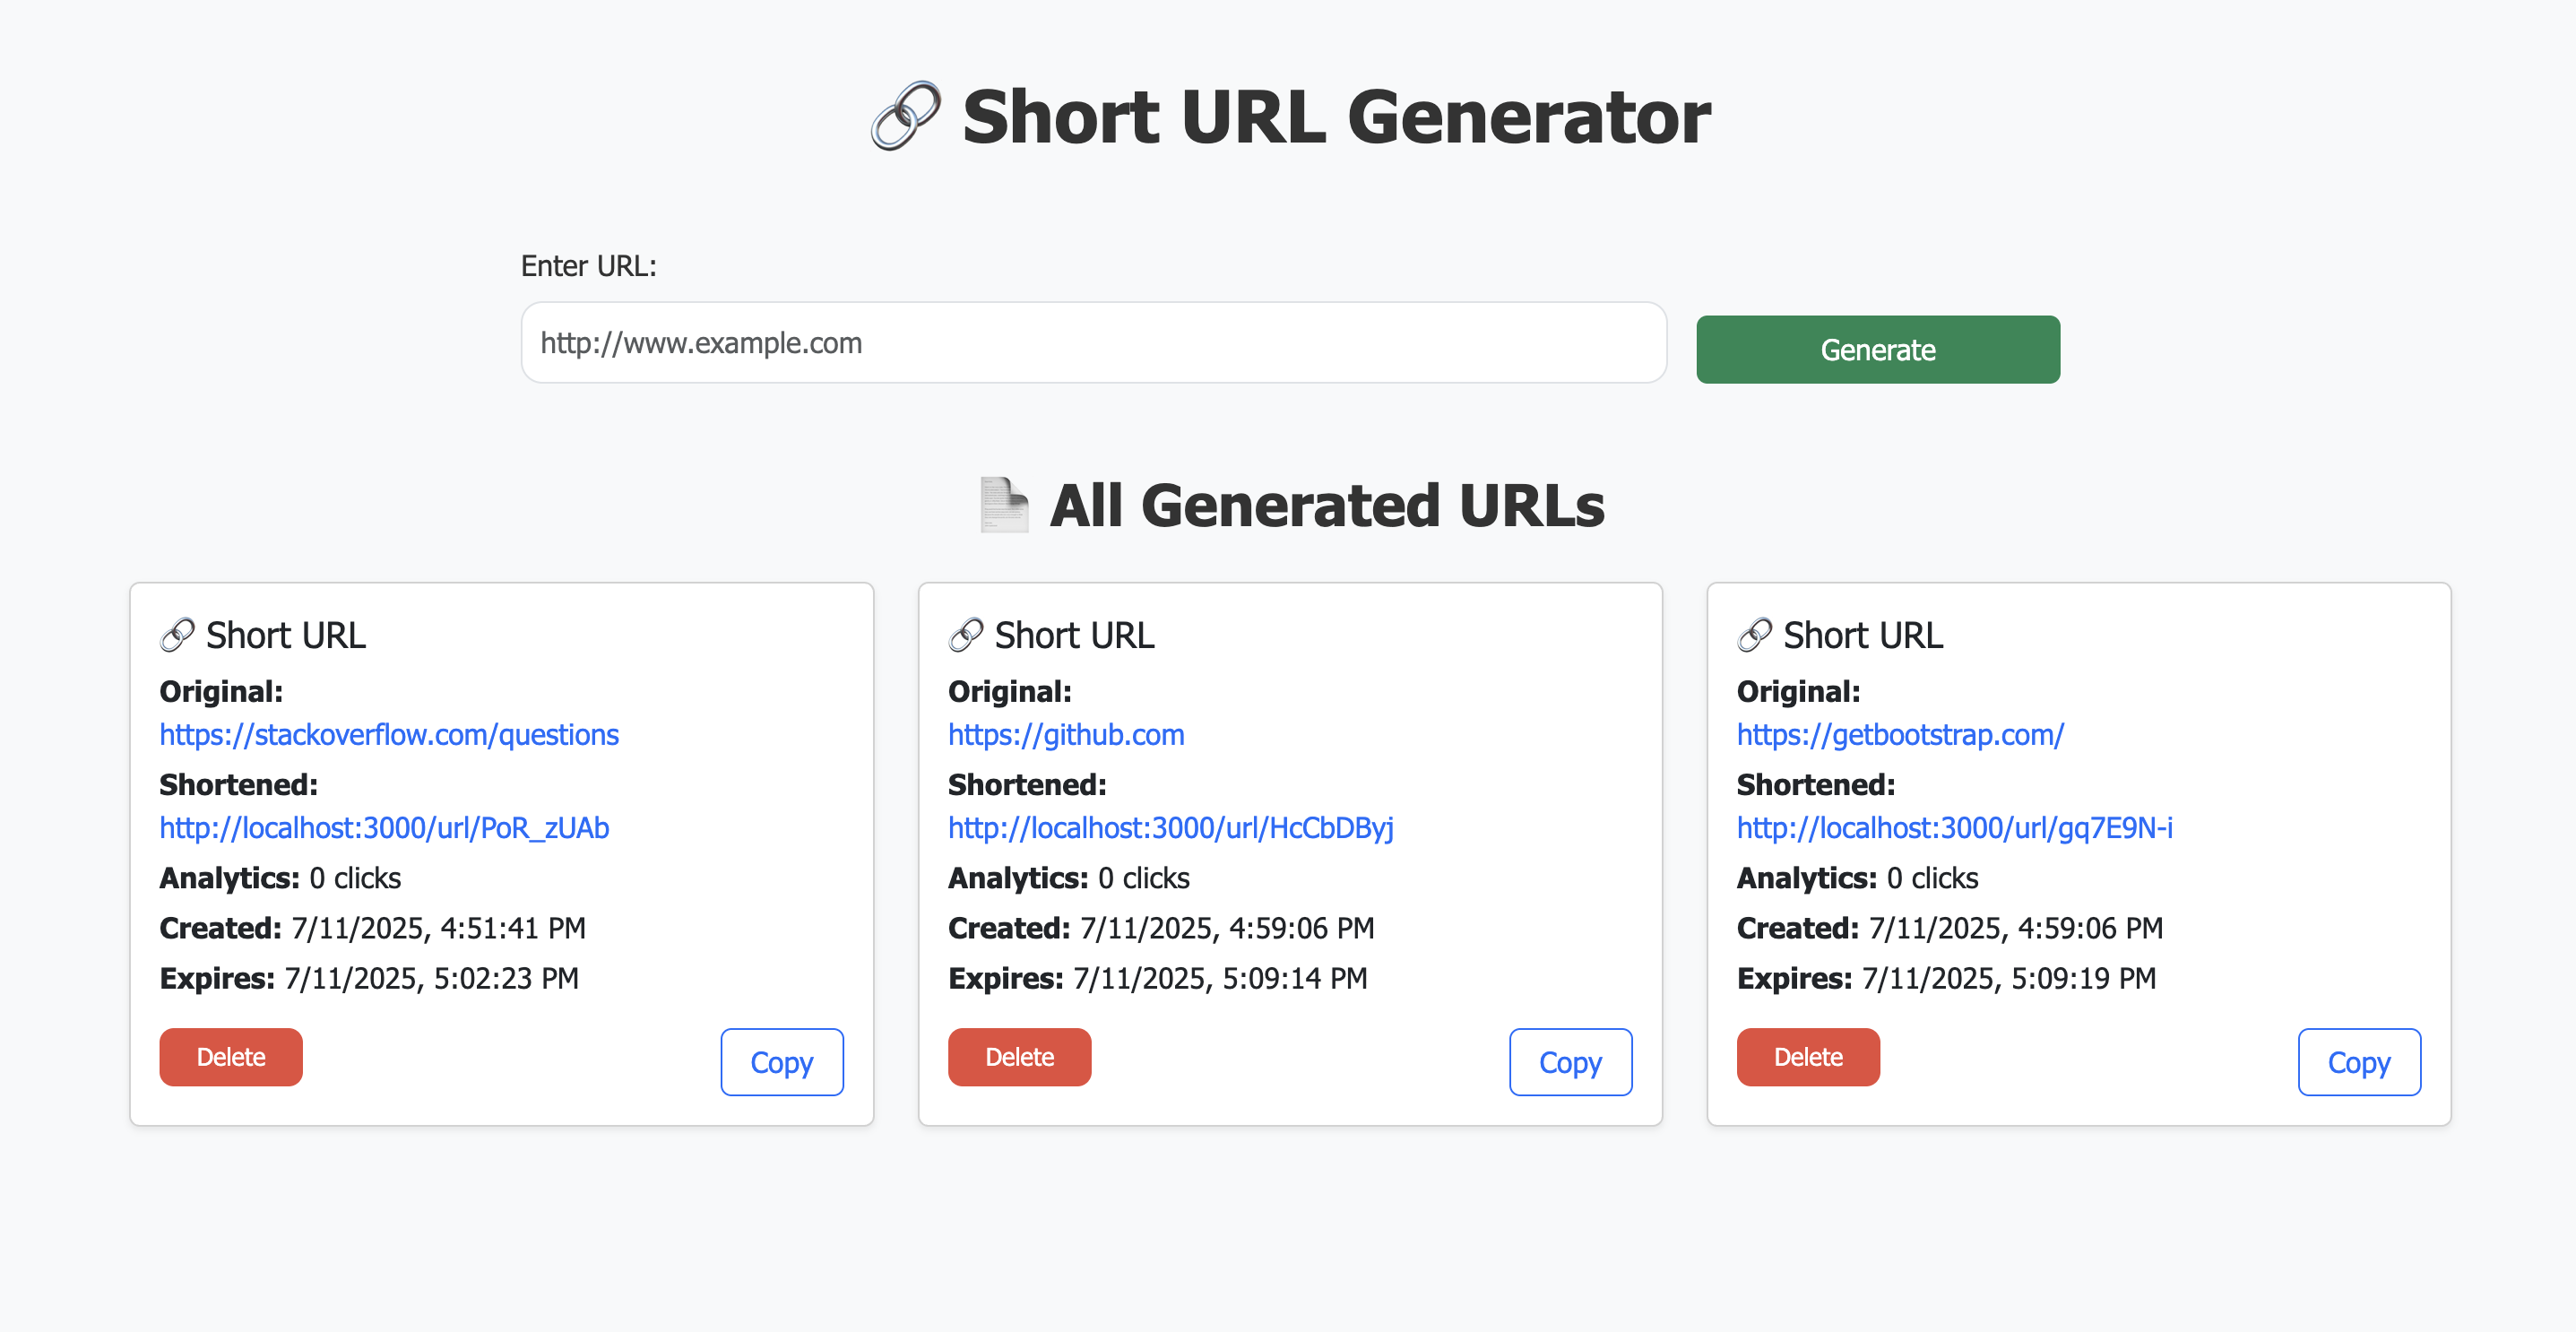 Short URL Generator
Enter URL:
http://www.example.com
Generate
All Generated URLs
Short URL
Original:
https://stackoverflow.com/questions
Shortened:
http://localhost:3000/url/PoR_zUAb
Analytics: 0 clicks
Created: 7/11/2025, 4:51:41 PM
Expires: 7/11/2025, 5:02:23 PM
Delete
Copy
Short URL
Original:
https://github.com
Shortened:
http://localhost:3000/url/HcCbDByj
Analytics: 0 clicks
Created: 7/11/2025, 4:59:06 PM
Expires: 7/11/2025, 5:09:14 PM
Delete
Copy
Short URL
Original:
https://getbootstrap.com/
Shortened:
http://localhost:3000/url/gq7E9N-i
Analytics: 0 clicks
Created: 7/11/2025, 4:59:06 PM
Expires: 7/11/2025, 5:09:19 PM
Delete
Copy